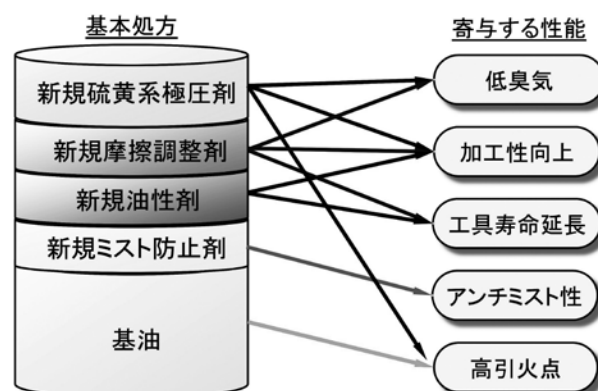 基本処方
新規硫黄系極圧剤
新規摩擦調整剤
新規油性剤
新規ミスト防止剤
基油
寄与する性能
低臭気
加工性向上
工具寿命延長
アンチミスト性
高引火点